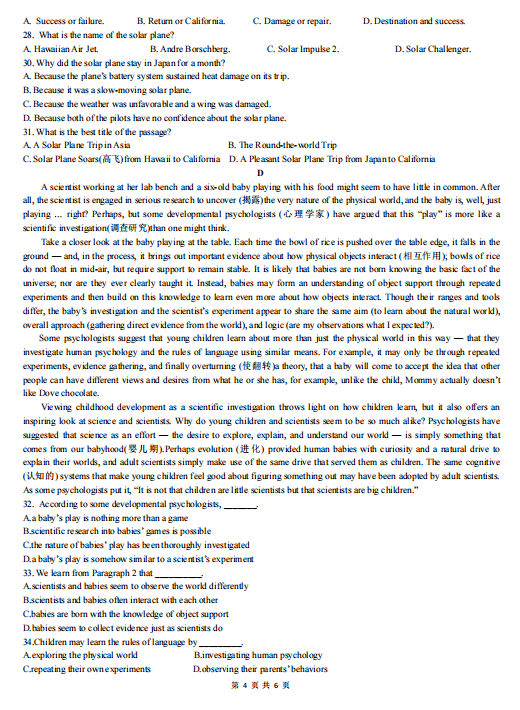 A. Success or failure. B. Return or California. C. Damage or repair. D. Destination and success.
28. What is the name of the solar plane?
A. Hawaiian Air Jet. B. Andre Borschberg. C. Solar Impulse 2. D. Solar Challenger.
30. Why did the solar plane stay in Japan for a month?
A. Because the plane's battery system sustained heat damage on its trip.
B. Because it was a slow-moving solar plane.
C. Because the weather was unfavorable and a wing was damaged.
D. Because both of the pilots have no confidence about the solar plane.
31. What is the best title of the passage?
A. A Solar Plane Trip in Asia B. The Round-the-world Trip
C. Solar Plane Soars(高飞)from Hawaii to California D. A Pleasant Solar Plane Trip from Japan to California
D
A scientist working at her lab bench and a six-old baby playing with his food might seem to have little in common. After
all, the scientist is engaged in serious research to uncover (揭露)the very nature of the physical world, and the baby is, well, just
playing … right? Perhaps, but some developmental psychologists (心理学家) have argued that this "play" is more like a
scientific investigation(调查研究)than one might think.
Take a closer look at the baby playing at the table. Each time the bowl of rice is pushed over the table edge, it falls in the
ground — and, in the process, it brings out important evidence about how physical objects interact (相互作用); bowls of rice
do not float in mid-air, but require support to remain stable. It is likely that babies are not born knowing the basic fact of the
universe; nor are they ever clearly taught it. Instead, babies may form an understanding of object support through repeated
experiments and then build on this knowledge to learn even more about how objects interact. Though their ranges and tools
differ, the baby's investigation and the scientist's experiment appear to share the same aim (to learn about the natural world),
overall approach (gathering direct evidence from the world), and logic (are my observations what I expected?).
Some psychologists suggest that young children learn about more than just the physical world in this way — that they
investigate human psychology and the rules of language using similar means. For example, it may only be through repeated
experiments, evidence gathering, and finally overturning (使翻转)a theory, that a baby will come to accept the idea that other
people can have different views and desires from what he or she has, for example, unlike the child, Mommy actually doesn't
like Dove chocolate.
Viewing childhood development as a scientific investigation throws light on how children learn, but it also offers an
inspiring look at science and scientists. Why do young children and scientists seem to be so much alike? Psychologists have
suggested that science as an effort — the desire to explore, explain, and understand our world — is simply something that
comes from our babyhood(婴儿期).Perhaps evolution (进化) provided human babies with curiosity and a natural drive to
explain their worlds, and adult scientists simply make use of the same drive that served them as children. The same cognitive
(认知的) systems that make young children feel good about figuring something out may have been adopted by adult scientists.
As some psychologists put it, "It is not that children are little scientists but that scientists are big children."
32. According to some developmental psychologists, _______.
A.a baby's play is nothing more than a game
B.scientific research into babies' games is possible
C.the nature of babies' play has been thoroughly investigated
D.a baby's play is somehow similar to a scientist's experiment
33. We learn from Paragraph 2 that __________.
A.scientists and babies seem to observe the world differently
B.scientists and babies often interact with each other
C.babies are born with the knowledge of object support
D.babies seem to collect evidence just as scientists do
34.Children may learn the rules of language by _________.
A.exploring the physical world B.investigating human psychology
C.repeating their own experiments D.observing their parents' behaviors
第 4 页 共 6 页